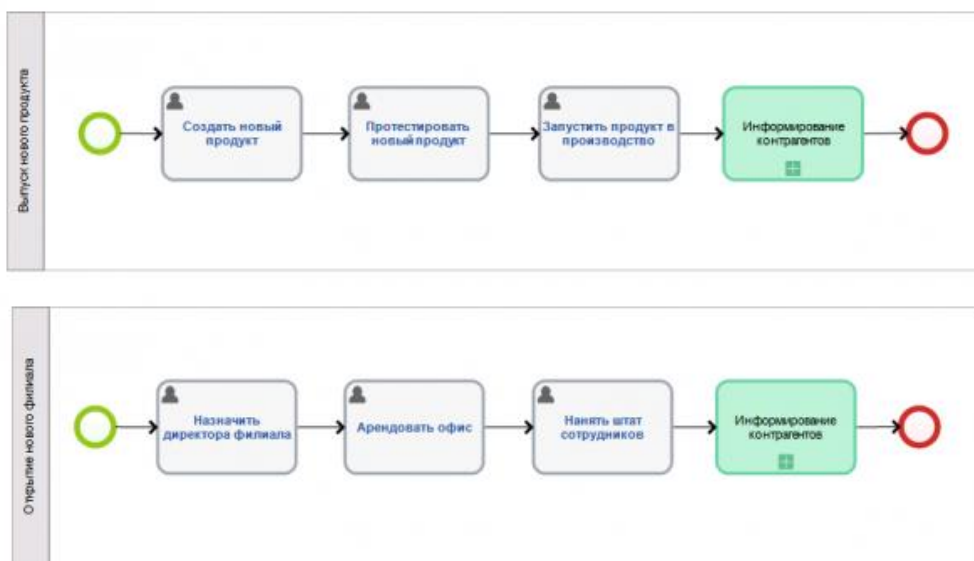 Выпуск нового продукта
Создать новый
продукт
Протестировать
новый продукт
Запустить продукт в
производство
Информирование
контрагентов
Открытие нового филиала
Назначить
директора филиала
Арендовать офис
Нанять штат
сотрудников
Информирование
контрагентов